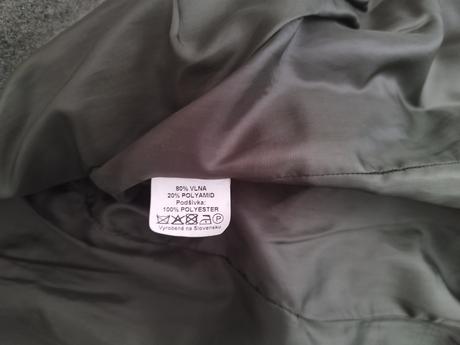 80% VLNA
20% POLYAMID
Podšívka:
100% POLYESTER
P
Vyrobené na Slovensku